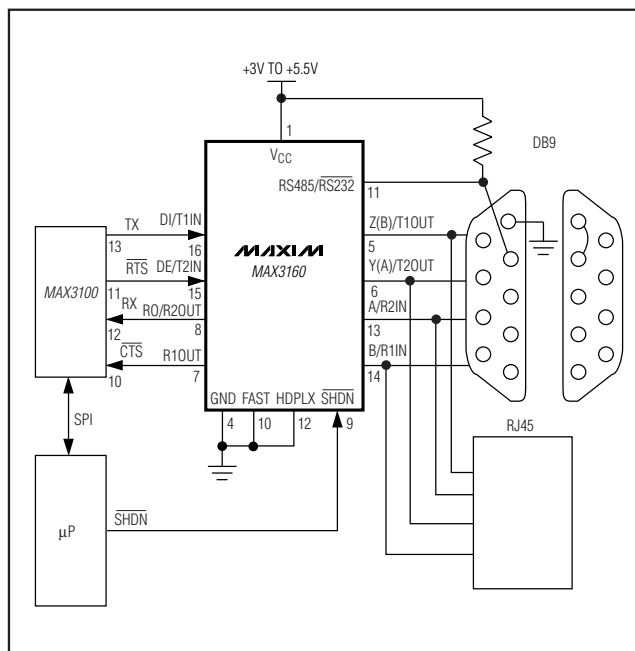 +3V TO +5.5V
1
VCC
DB9
RS485/RS232
11
TX
DI/T1IN
Z(B)/T1OUT
13
16
MAXIM
5
RTS
DE/T2IN
MAX3160
Y(A)/T2OUT
MAX3100
11
15
6
RX
RO/R2OUT
A/R2IN
12
8
13
CTS
R1OUT
B/R1IN
10
7
14
GND
FAST
HDPLX
SHDN
4
10
12
9
SPI
RJ45
µP
SHDN